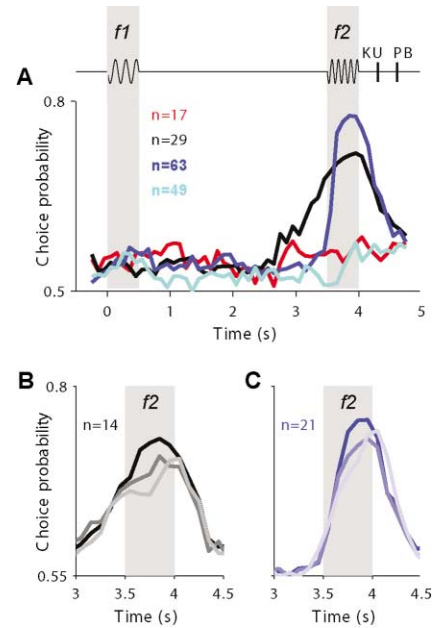 f1
f2
KU PB
A
0.8
n=17
n=29
n=63
n=49
Choice probability
0.5
0 1 2 3 4 5
Time (s)
B
C
0.8
f2
f2
n=14
n=21
Choice probability
0.55
3 3.5 4 4.5
3 3.5 4 4.5
Time (s)
Time (s)